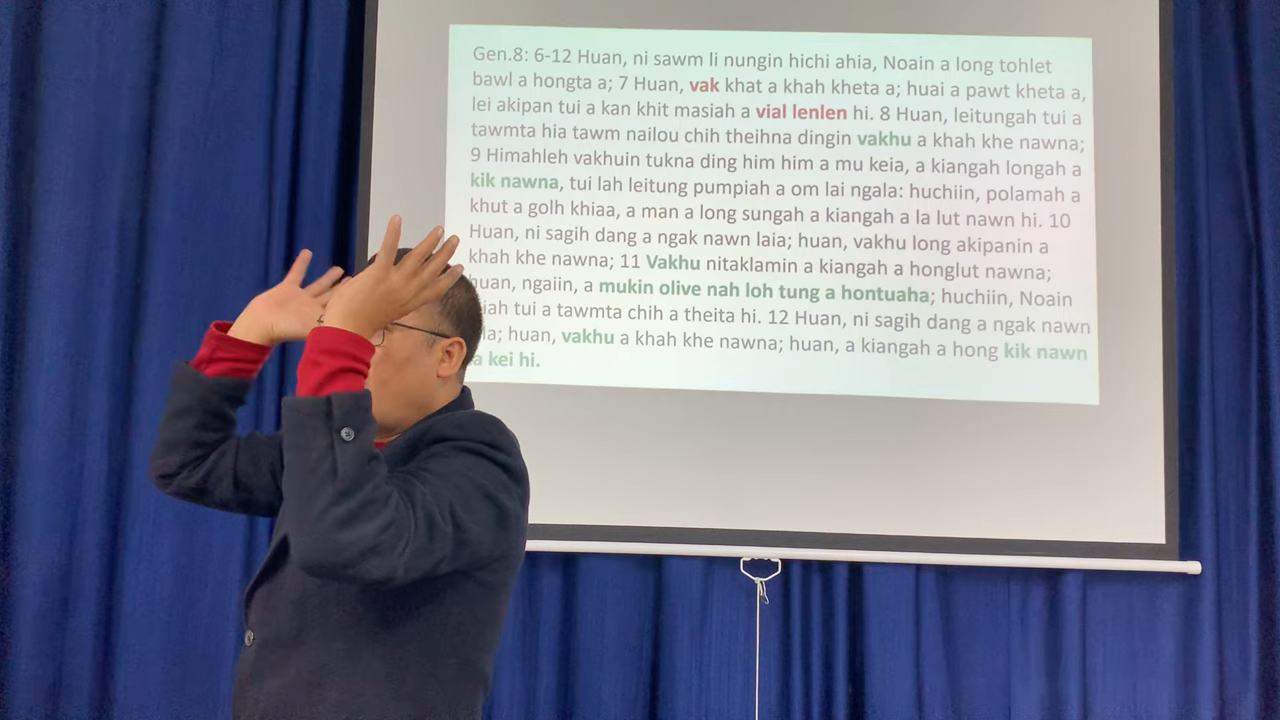 Gen.8: 6-12 Huan, ni sawm li nungin hichi ahia, Noain a long tohlet
bawl a hongta a; 7 Huan, vak khat a khah kheta a; huai a pawt kheta a,
lei akipan tui a kan khit masiah a vial lenlen hi. 8 Huan, leitungah tui a
tawmta hia tawm nailou chih theihna dingin vakhu a khah khe nawna;
9 Himahleh vakhuin tukna ding him him a mu keia, a kiangah longah a
kik nawna, tui lah leitung pumpiah a om lai ngala: huchiin, polamah a
khut a golh khiaa, a man a long sungah a kiangah a la lut nawn hi. 10
Huan, ni sagih dang a ngak nawn laia; huan, vakhu long akipanin a
khah khe nawna; 11 Vakhu nitaklamin a kiangah a honglut nawna;
huan, ngaiin, a mukin olive nah loh tung a hontuaha; huchiin, Noain
tui a tawmta chih a theita hi. 12 Huan, ni sagih dang a ngak nawn
huan, vakhu a khah khe nawna; huan, a kiangah a hong kik nawn
a kei hi.